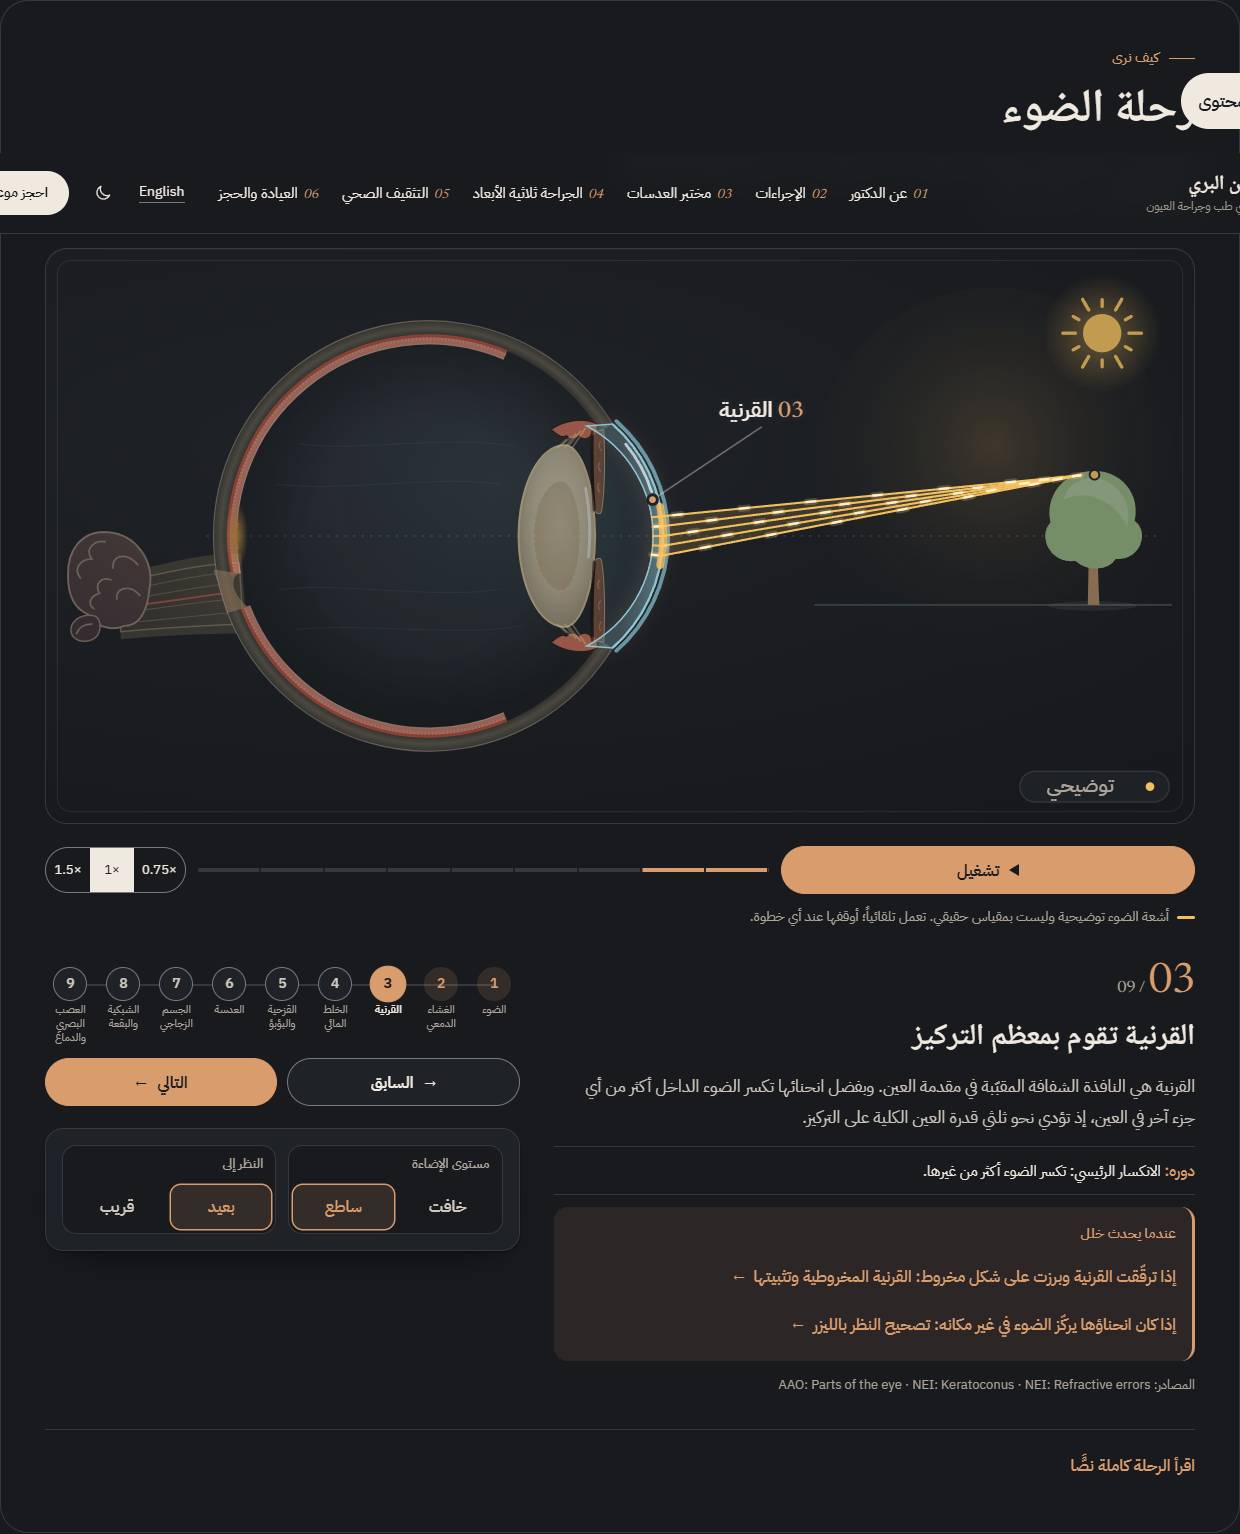 كيف نرى
رحلة الضوء
محتوى
ن البري
ي طب وجراحة العيون
01 عن الدكتور
02 الإجراءات
03 مختبر العدسات
04 الجراحة ثلاثية الأبعاد
05 التثقيف الصحي
06 العيادة والحجز
English
احجز موع
03 القرنية
توضيحي
تشغيل
0.75×
1×
1.5×
أشعة الضوء توضيحية وليست بمقياس حقيقي. تعمل تلقائياً؛ أوقفها عند أي خطوة.
03 / 09
القرنية تقوم بمعظم التركيز
القرنية هي النافذة الشفافة المقبّبة في مقدمة العين. وبفضل انحنائها تكسر الضوء الداخل أكثر من أي
جزء آخر في العين، إذ تؤدي نحو ثلثي قدرة العين الكلية على التركيز.
دوره: الانكسار الرئيسي: تكسر الضوء أكثر من غيرها.
عندما يحدث خلل
إذا ترقّقت القرنية وبرزت على شكل مخروط: القرنية المخروطية وتثبيتها ←
إذا كان انحناؤها يركّز الضوء في غير مكانه: تصحيح النظر بالليزر ←
المصادر: AAO: Parts of the eye · NEI: Keratoconus · NEI: Refractive errors
1 الضوء
2 الغشاء الدمعي
3 القرنية
4 الخلط المائي
5 القزحية والبؤبؤ
6 العدسة
7 الجسم الزجاجي
8 الشبكية والبقعة
9 العصب البصري والدماغ
→ السابق
التالي ←
مستوى الإضاءة
خافت
ساطع
النظر إلى
بعيد
قريب
اقرأ الرحلة كاملة نصًّا